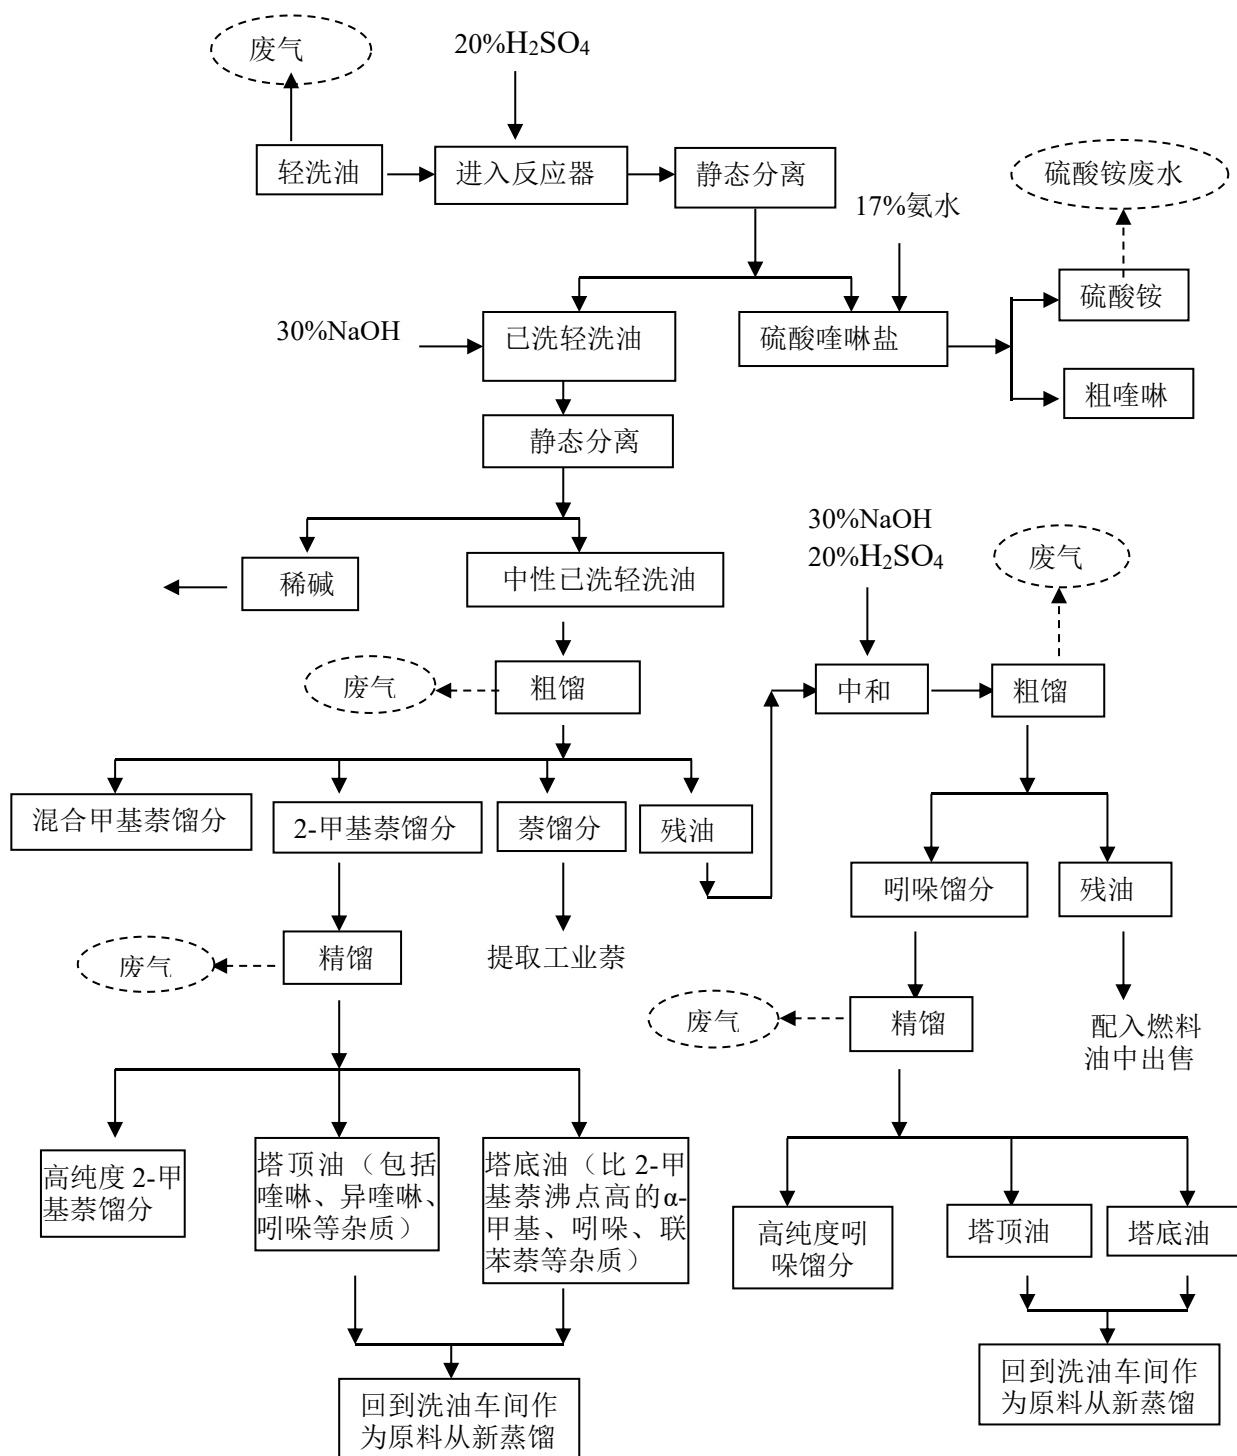 废气
20%H₂SO₄
轻洗油
进入反应器
静态分离
硫酸铵废水
17%氨水
硫酸铵
30%NaOH
已洗轻洗油
硫酸喹啉盐
粗喹啉
静态分离
30%NaOH
20%H₂SO₄
废气
稀碱
中性已洗轻洗油
废气
粗馏
中和
粗馏
混合甲基萘馏分
2-甲基萘馏分
萘馏分
残油
吲哚馏分
残油
废气
精馏
提取工业萘
废气
精馏
配入燃料
油中出售
高纯度 2-甲
基萘馏分
塔顶油（包括
喹啉、异喹啉、
吲哚等杂质）
塔底油（比 2-甲
基萘沸点高的α-
甲基、吲哚、联
苯萘等杂质）
高纯度吲
哚馏分
塔顶油
塔底油
回到洗油车间作
为原料从新蒸馏
回到洗油车间作
为原料从新蒸馏